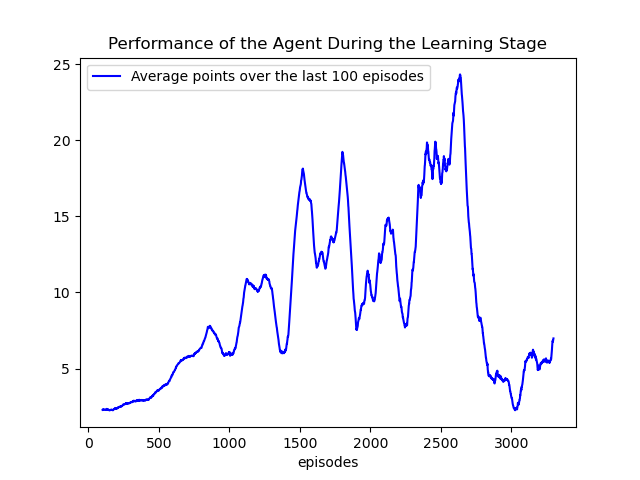 Performance of the Agent During the Learning Stage
Average points over the last 100 episodes
25
20
15
10
5
0 500 1000 1500 2000 2500 3000
episodes